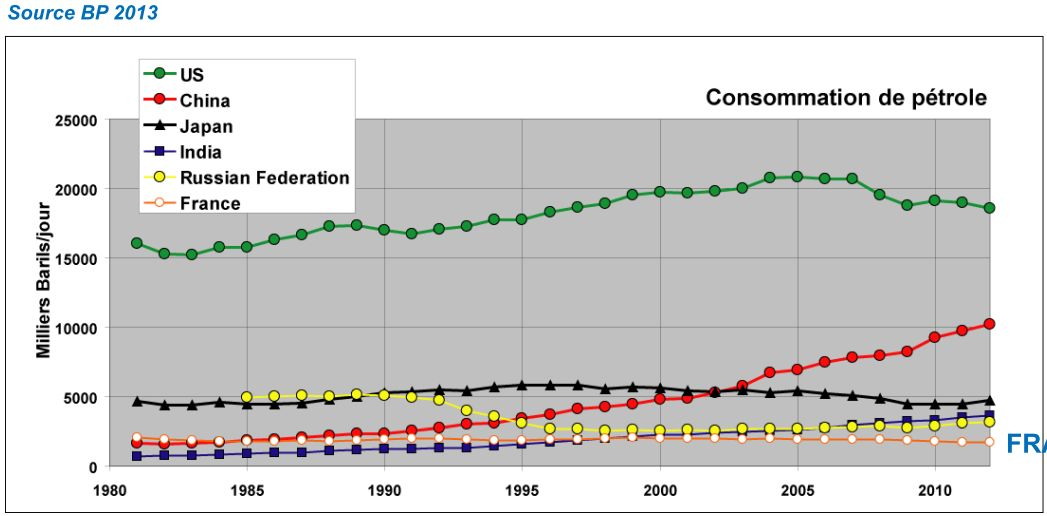 Source BP 2013
US
China
Japan
India
Russian Federation
France
Consommation de pétrole
Milliers Barils/jour
25000
20000
15000
10000
5000
0
1980
1985
1990
1995
2000
2005
2010